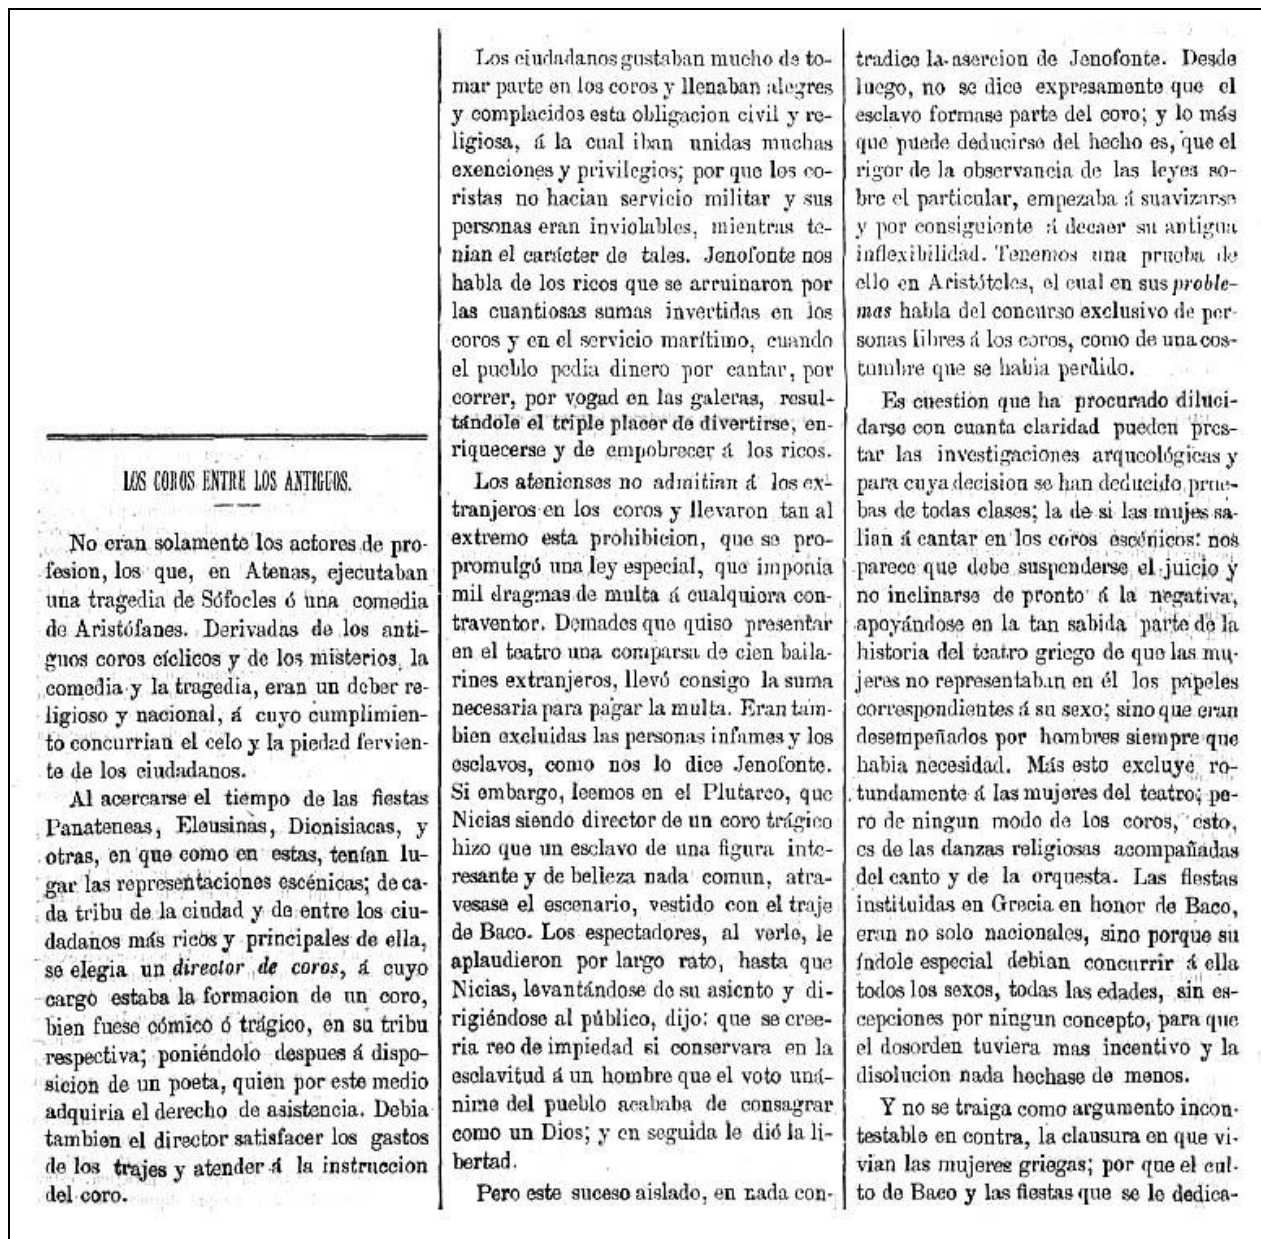 LOS COROS ENTRE LOS ANTIGUOS.
No eran solamente los actores de pro-
fesion, los que, en Atenas, ejecutaban
una tragedia de Sófocles ó una comedia
de Aristófanes. Derivadas de los anti-
guos coros cíclicos y de los misterios, la
comedia y la tragedia, eran un deber re-
ligioso y nacional, á cuyo cumplimien-
to concurrian el celo y la piedad fervien-
te de los ciudadanos.
Al acercarse el tiempo de las fiestas
Panateneas, Eleusinas, Dionisiacas, y
otras, en que como en estas, tenían lu-
gar las representaciones escénicas; de ca-
da tribu de la ciudad y de entre los ciu-
dadanos más ricos y principales de ella,
se elegia un director de coros, á cuyo
cargo estaba la formacion de un coro,
bien fuese cómico ó trágico, en su tribu
respectiva; poniéndolo despues á dispo-
sicion de un poeta, quien por este medio
adquiria el derecho de asistencia. Debia
tambien el director satisfacer los gastos
de los trajes y atender á la instruccion
del coro.
Los ciudadanos gustaban mucho de to-
mar parte en los coros y llenaban alegres
y complacidos esta obligacion civil y re-
ligiosa, á la cual iban unidas muchas
exenciones y privilegios; por que los co-
ristas no hacian servicio militar y sus
personas eran inviolables, mientras te-
nian el carácter de tales. Jenofonte nos
habla de los ricos que se arruinaron por
las cuantiosas sumas invertidas en los
coros y en el servicio marítimo, cuando
el pueblo pedia dinero por cantar, por
correr, por vogad en las galeras, resul-
tándole el triple placer de divertirse, en-
riquecerse y de empobrecer á los ricos.
Los atenienses no admitian á los ex-
tranjeros en los coros y llevaron tan al
extremo esta prohibicion, que se pro-
promulgó una ley especial, que imponia
mil dragmas de multa á cualquiera con-
traventor. Demades que quiso presentar
en el teatro una comparsa de cien baila-
rines extranjeros, llevó consigo la suma
necesaria para pagar la multa. Eran tam-
bien excluidas las personas infames y los
esclavos, como nos lo dice Jenofonte.
Si embargo, leemos en el Plutarco, que
Nicias siendo director de un coro trágico
hizo que un esclavo de una figura inte-
resante y de belleza nada comun, atra-
vesase el escenario, vestido con el traje
de Baco. Los espectadores, al verle, le
aplaudieron por largo rato, hasta que
Nicias, levantándose de su asiento y di-
rigiéndose al público, dijo: que se cree-
ria reo de impiedad si conservara en la
esclavitud á un hombre que el voto uná-
nime del pueblo acababa de consagrar
como un Dios; y en seguida le dió la li-
bertad.
Pero este suceso aislado, en nada con-
tradice la asercion de Jenofonte. Desde
luego, no se dice expresamente que el
esclavo formase parte del coro; y lo más
que puede deducirse del hecho es, que el
rigor de la observancia de las leyes so-
bre el particular, empezaba á suavizarse
y por consiguiente á decaer su antigua
inflexibilidad. Tenemos una prueba de
ello en Aristóteles, el cual en sus proble-
mas habla del concurso exclusivo de per-
sonas libres á los coros, como de una cos-
tumbre que se habia perdido.
Es cuestion que ha procurado diluci-
darse con cuanta claridad pueden pres-
tar las investigaciones arqueológicas y
para cuya decision se han deducido prue-
bas de todas clases; la de si las mujes sa-
lian á cantar en los coros escénicos: nos
parece que debe suspenderse el juicio y
no inclinarse de pronto á la negativa,
apoyándose en la tan sabida parte de la
historia del teatro griego de que las mu-
jeres no representaban en él los papeles
correspondientes á su sexo; sino que eran
desempeñados por hombres siempre que
habia necesidad. Más esto excluye ro-
tundamente á las mujeres del teatro; pe-
ro de ningun modo de los coros, esto,
es de las danzas religiosas acompañadas
del canto y de la orquesta. Las fiestas
instituidas en Grecia en honor de Baco,
eran no solo nacionales, sino porque su
índole especial debian concurrir á ella
todos los sexos, todas las edades, sin es-
cepciones por ningun concepto, para que
el dosorden tuviera mas incentivo y la
disolucion nada hechase de menos.
Y no se traiga como argumento incon-
testable en contra, la clausura en que vi-
vian las mujeres griegas; por que el cul-
to de Baco y las fiestas que se le dedica-